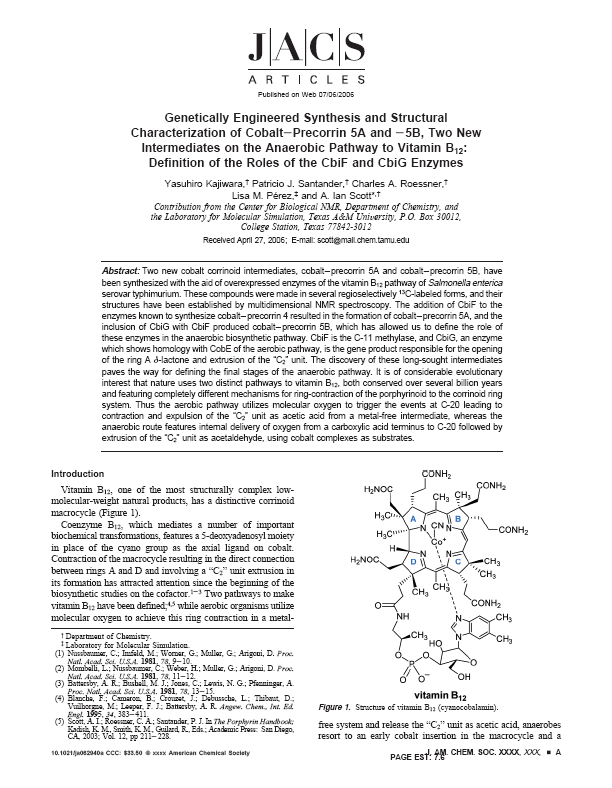 J|A|C|S
ARTICLES
Published on Web 07/06/2006
Genetically Engineered Synthesis and Structural
Characterization of Cobalt−Precorrin 5A and −5B, Two New
Intermediates on the Anaerobic Pathway to Vitamin B12:
Definition of the Roles of the CbiF and CbiG Enzymes
Yasuhiro Kajiwara,† Patricio J. Santander,† Charles A. Roessner,†
Lisa M. Pérez,‡ and A. Ian Scott*,†
Contribution from the Center for Biological NMR, Department of Chemistry, and
the Laboratory for Molecular Simulation, Texas A&M University, P.O. Box 30012,
College Station, Texas 77842-3012
Received April 27, 2006; E-mail: scott@mail.chem.tamu.edu
Abstract: Two new cobalt corrinoid intermediates, cobalt−precorrin 5A and cobalt−precorrin 5B, have
been synthesized with the aid of overexpressed enzymes of the vitamin B12 pathway of Salmonella enterica
serovar typhimurium. These compounds were made in several regioselectively 13C-labeled forms, and their
structures have been established by multidimensional NMR spectroscopy. The addition of CbiF to the
enzymes known to synthesize cobalt−precorrin 4 resulted in the formation of cobalt−precorrin 5A, and the
inclusion of CbiG with CbiF produced cobalt−precorrin 5B, which has allowed us to define the role of
these enzymes in the anaerobic biosynthetic pathway. CbiF is the C-11 methylase, and CbiG, an enzyme
which shows homology with CobE of the aerobic pathway, is the gene product responsible for the opening
of the ring A δ-lactone and extrusion of the “C2” unit. The discovery of these long-sought intermediates
paves the way for defining the final stages of the anaerobic pathway. It is of considerable evolutionary
interest that nature uses two distinct pathways to vitamin B12, both conserved over several billion years
and featuring completely different mechanisms for ring-contraction of the porphyrinoid to the corrinoid ring
system. Thus the aerobic pathway utilizes molecular oxygen to trigger the events at C-20 leading to
contraction and expulsion of the “C2” unit as acetic acid from a metal-free intermediate, whereas the
anaerobic route features internal delivery of oxygen from a carboxylic acid terminus to C-20 followed by
extrusion of the “C2” unit as acetaldehyde, using cobalt complexes as substrates.
Introduction
Vitamin B12, one of the most structurally complex low-
molecular-weight natural products, has a distinctive corrinoid
macrocycle (Figure 1).
Coenzyme B12, which mediates a number of important
biochemical transformations, features a 5-deoxyadenosyl moiety
in place of the cyano group as the axial ligand on cobalt.
Contraction of the macrocycle resulting in the direct connection
between rings A and D and involving a “C2” unit extrusion in
its formation has attracted attention since the beginning of the
biosynthetic studies on the cofactor.1−3 Two pathways to make
vitamin B12 have been defined;4,5 while aerobic organisms utilize
molecular oxygen to achieve this ring contraction in a metal-
† Department of Chemistry.
‡ Laboratory for Molecular Simulation.
(1) Nussbaumer, C.; Imfeld, M.; Worner, G.; Muller, G.; Arigoni, D. Proc.
Natl. Acad. Sci. U.S.A. 1981, 78, 9−10.
(2) Mombelli, L.; Nussbaumer, C.; Weber, H.; Muller, G.; Arigoni, D. Proc.
Natl. Acad. Sci. U.S.A. 1981, 78, 11−12.
(3) Battersby, A. R.; Bushell, M. J.; Jones, C.; Lewis, N. G.; Pfenninger, A.
Proc. Natl. Acad. Sci. U.S.A. 1981, 78, 13−15.
(4) Blanche, F.; Cameron, B.; Crouzet, J.; Debussche, L.; Thibaut, D.;
Vuilhorgne, M.; Leeper, F. J.; Battersby, A. R. Angew. Chem., Int. Ed.
Engl. 1995, 34, 383−411.
(5) Scott, A. I.; Roessner, C. A.; Santander, P. J. In The Porphyrin Handbook;
Kadish, K. M., Smith, K. M., Guilard, R., Eds.; Academic Press: San Diego,
CA, 2003; Vol. 12, pp 211−228.
CONH2
H2NOC CH3 CH3 CONH2
H3C A CN B
H3C N N CONH2
Co+
H N N
H2NOC D C CH3
CH3
CH3 CH3
O CONH2
NH N CH3
CH3 HO N CH3
O O
P O
O O− OH
vitamin B12
Figure 1. Structure of vitamin B12 (cyanocobalamin).
free system and release the “C2” unit as acetic acid, anaerobes
resort to an early cobalt insertion in the macrocycle and a
10.1021/ja062940a CCC: $33.50 © xxxx American Chemical Society
J. AM. CHEM. SOC. XXXX, XXX, ■ A
PAGE EST: 7.6